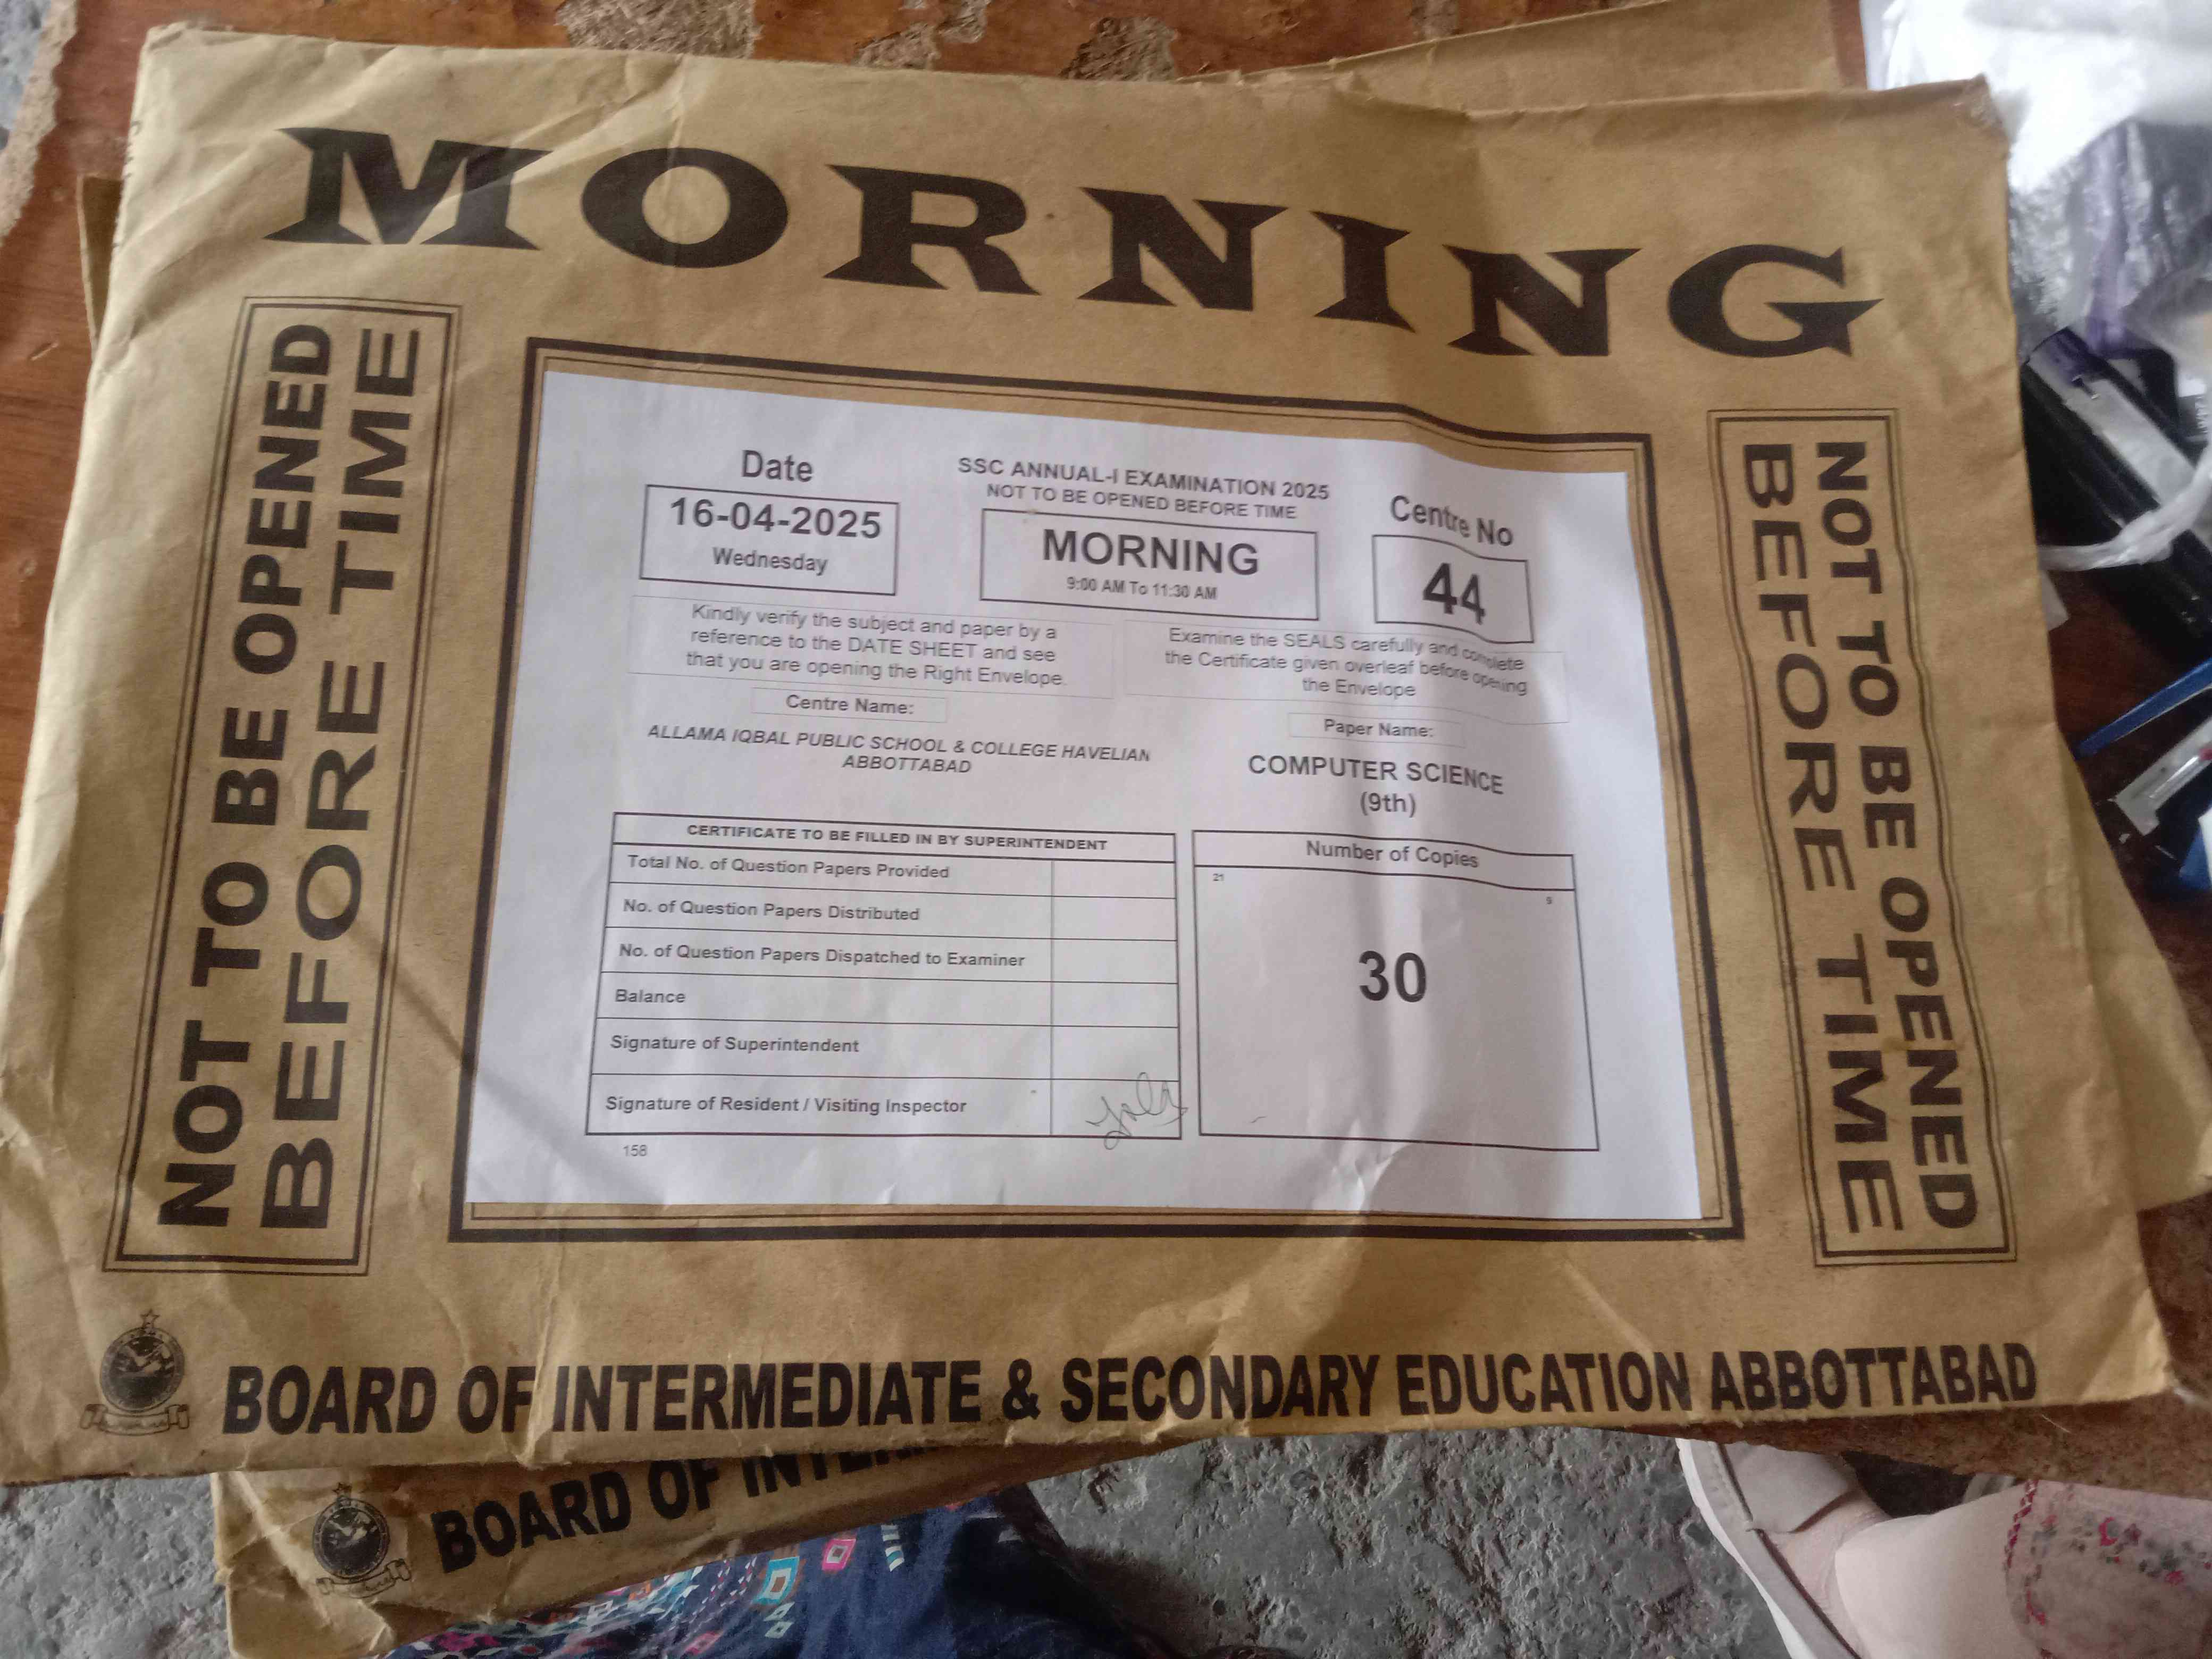 MORNING
NOT TO BE OPENED
BEFORE TIME
Date
16-04-2025
Wednesday
SSC ANNUAL-I EXAMINATION 2025
NOT TO BE OPENED BEFORE TIME
MORNING
9:00 AM To 11:30 AM
Centre No
44
Kindly verify the subject and paper by a
reference to the DATE SHEET and see
that you are opening the Right Envelope.
Examine the SEALS carefully and complete
the Certificate given overleaf before opening
the Envelope
Centre Name:
ALLAMA IQBAL PUBLIC SCHOOL & COLLEGE HAVELIAN
ABBOTTABAD
Paper Name:
COMPUTER SCIENCE
(9th)
CERTIFICATE TO BE FILLED IN BY SUPERINTENDENT
Total No. of Question Papers Provided
No. of Question Papers Distributed
No. of Question Papers Dispatched to Examiner
Balance
Signature of Superintendent
Signature of Resident / Visiting Inspector
158
Number of Copies
21
9
30
NOT TO BE OPENED
BEFORE TIME
BOARD OF INTERMEDIATE & SECONDARY EDUCATION ABBOTTABAD
BOARD OF